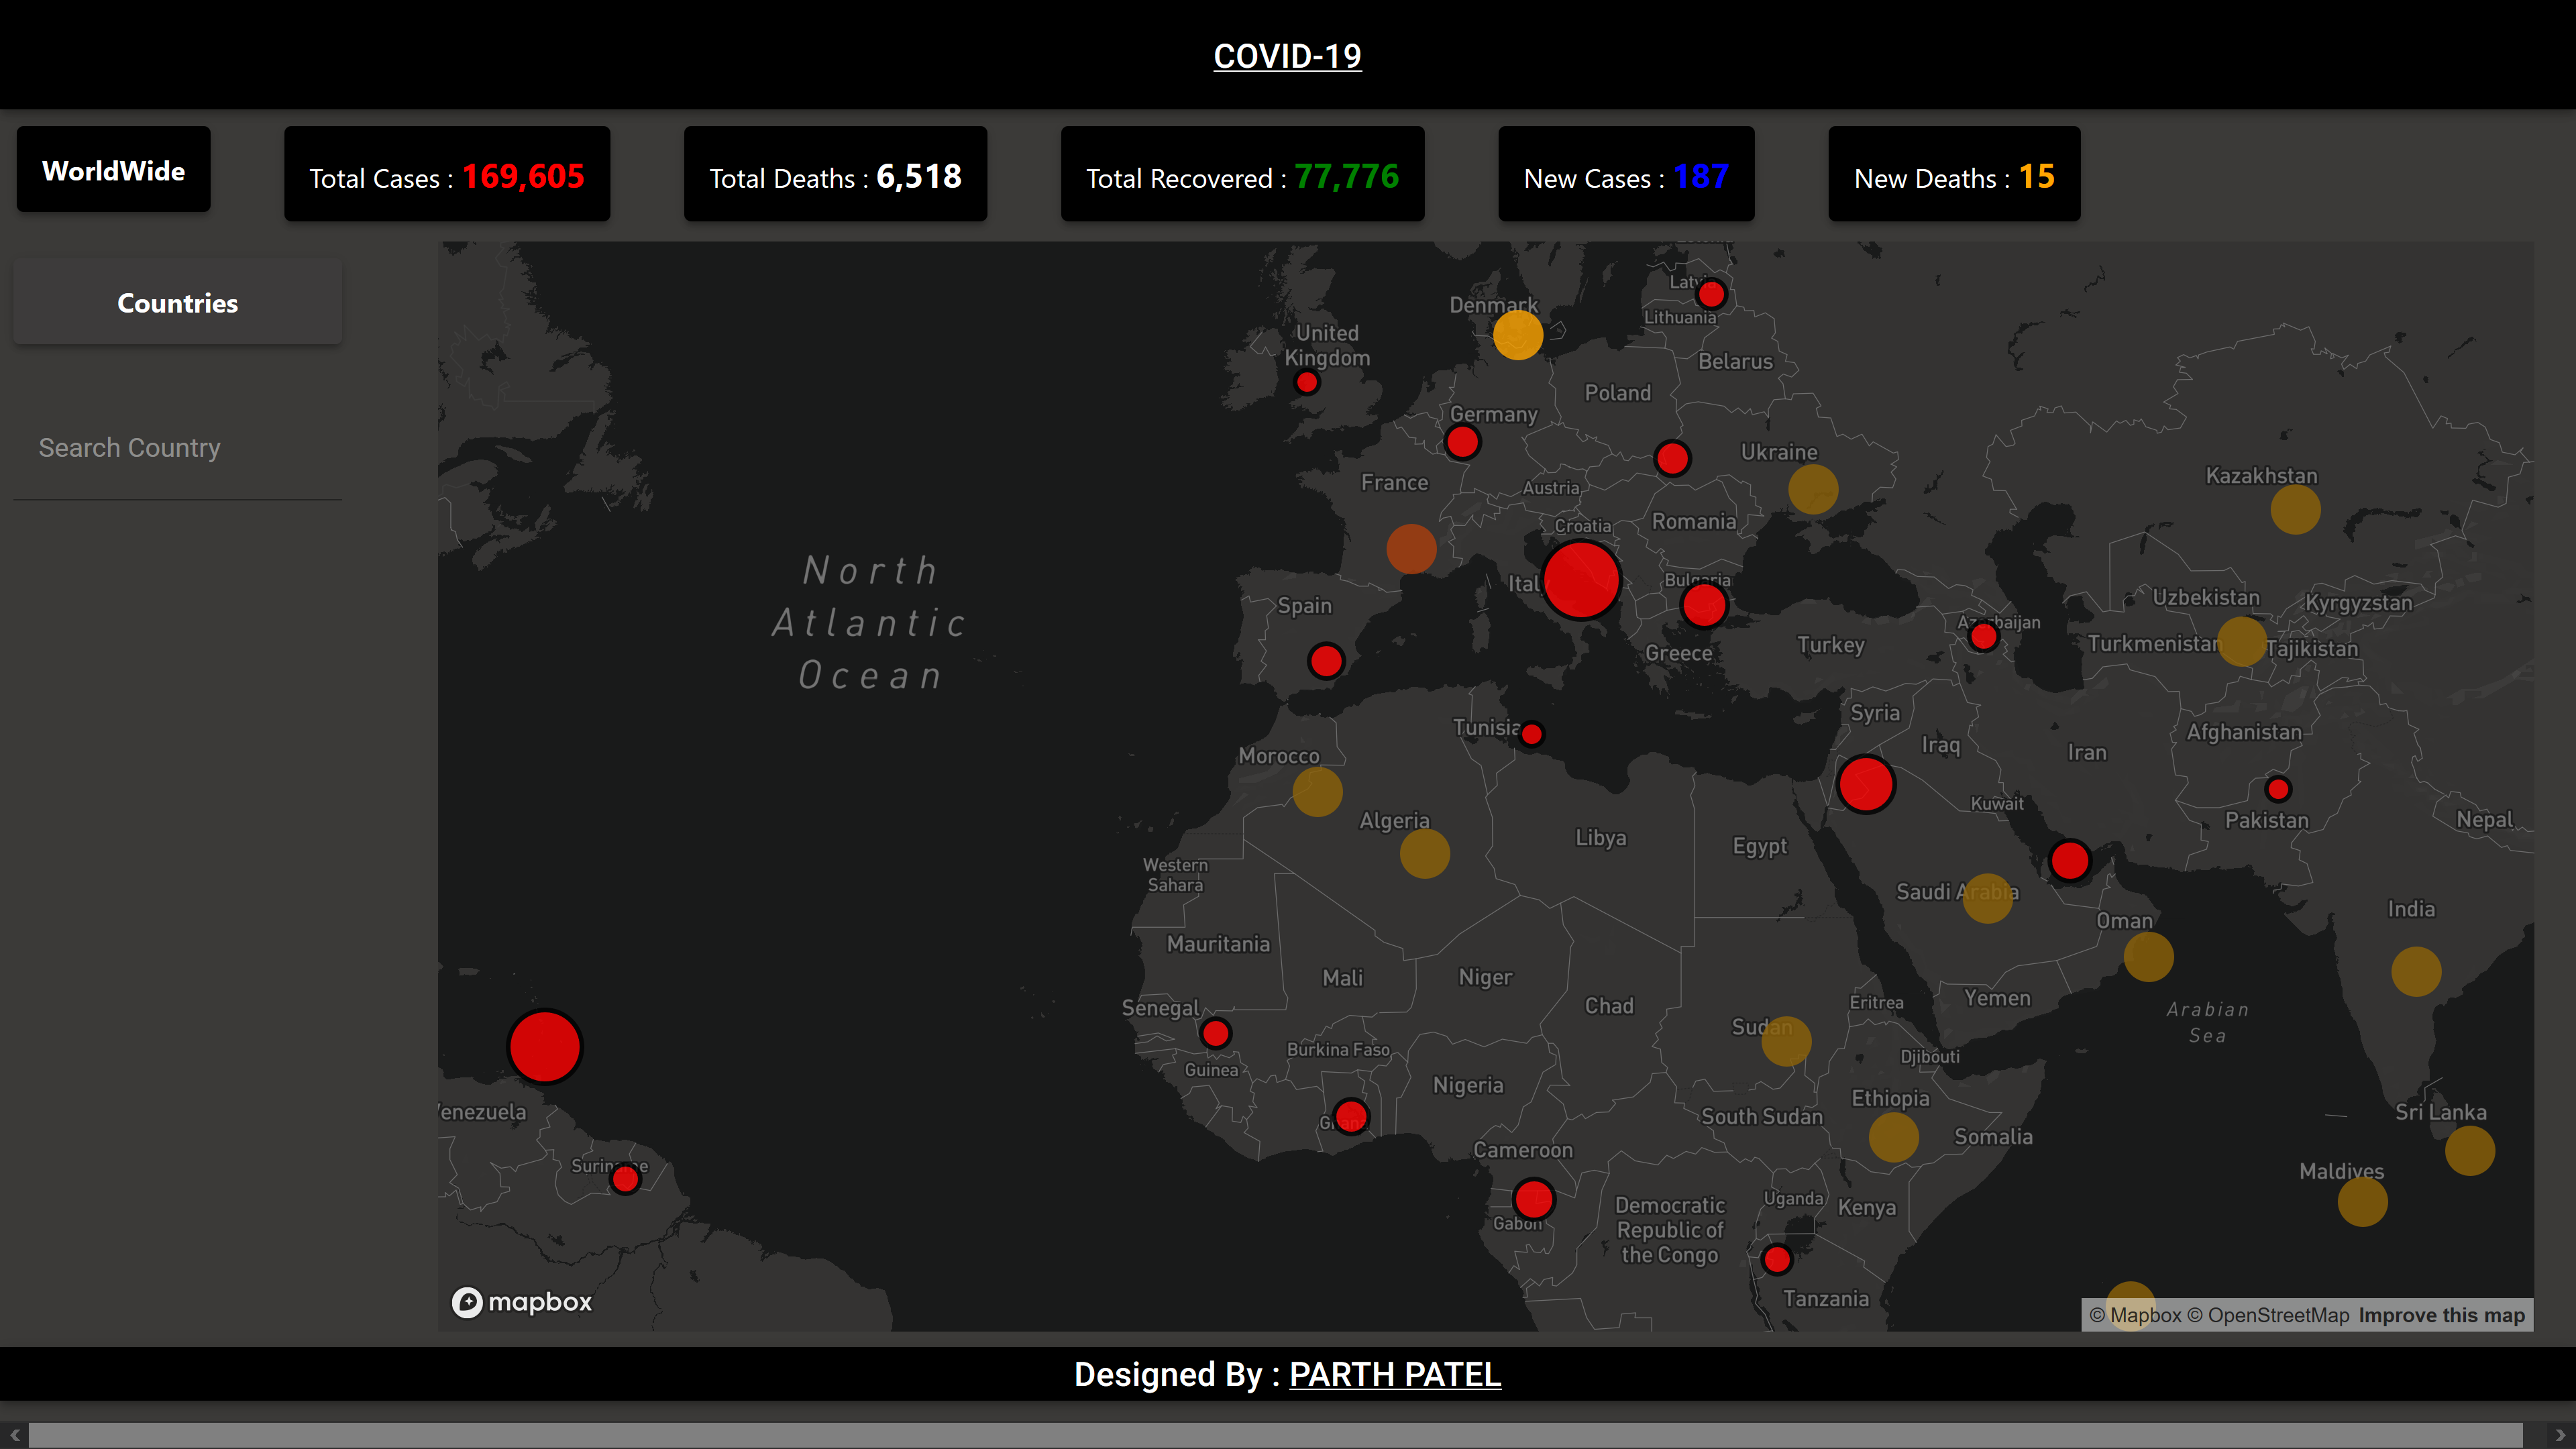 COVID-19
WorldWide
Total Cases : 169,605
Total Deaths : 6,518
Total Recovered : 77,776
New Cases : 187
New Deaths : 15
Countries
Search Country
Latvia
Denmark
Lithuania
United
Kingdom
Belarus
Poland
Germany
Ukraine
Kazakhstan
France
Austria
Romania
Croatia
North
Atlantic
Ocean
Italy
Bulgaria
Uzbekistan
Kyrgyzstan
Spain
Azerbaijan
Turkmenistan
Tajikistan
Turkey
Greece
Syria
Tunisia
Afghanistan
Iraq
Iran
Morocco
Kuwait
Algeria
Pakistan
Nepal
Libya
Egypt
Western
Sahara
Saudi Arabia
India
Oman
Mauritania
Mali
Niger
Chad
Yemen
Eritrea
Senegal
Arabian
Sea
Sudan
Burkina Faso
Djibouti
Guinea
Nigeria
Ethiopia
enezuela
Sri Lanka
South Sudan
Ghana
Somalia
Cameroon
Suriname
Maldives
Uganda
Democratic
Republic of
the Congo
Kenya
Gabon
Tanzania
mapbox
© Mapbox © OpenStreetMap Improve this map
Designed By : PARTH PATEL